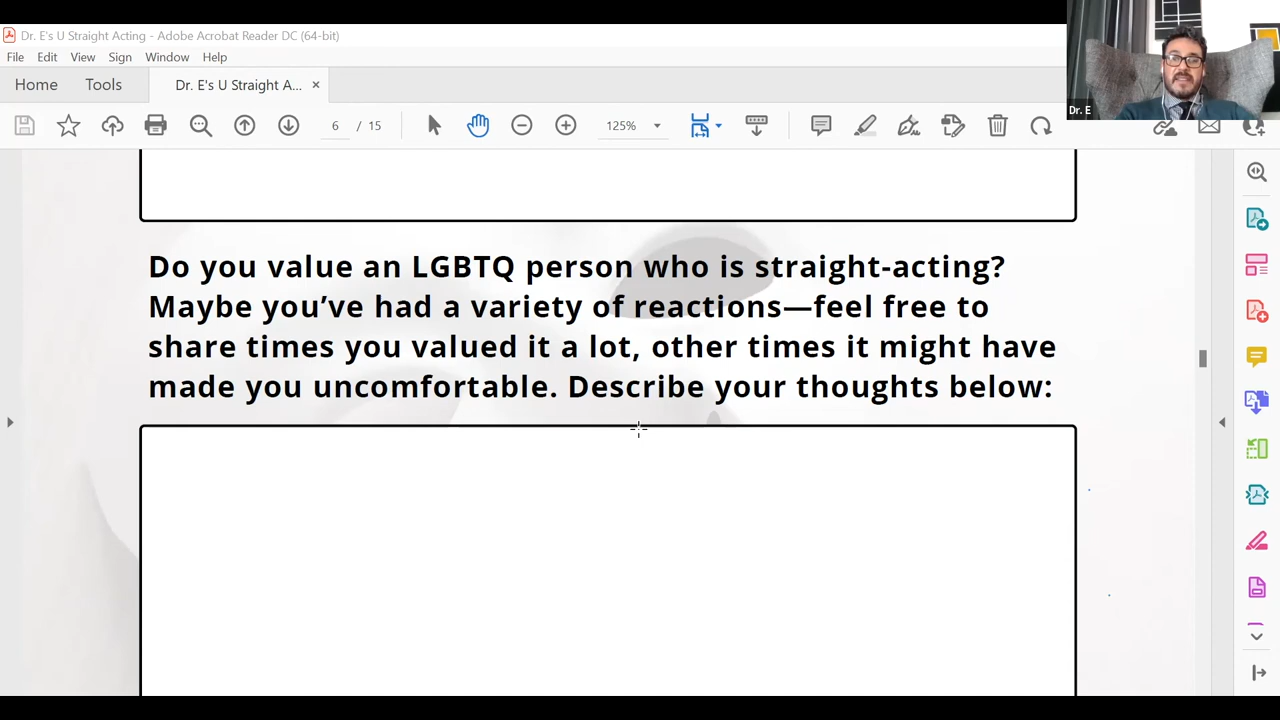 Dr. E's U Straight Acting - Adobe Acrobat Reader DC (64-bit)
File Edit View Sign Window Help
Home Tools Dr. E's U Straight A... ×
6 / 15 125%
Dr. E
Do you value an LGBTQ person who is straight-acting?
Maybe you’ve had a variety of reactions—feel free to
share times you valued it a lot, other times it might have
made you uncomfortable. Describe your thoughts below: